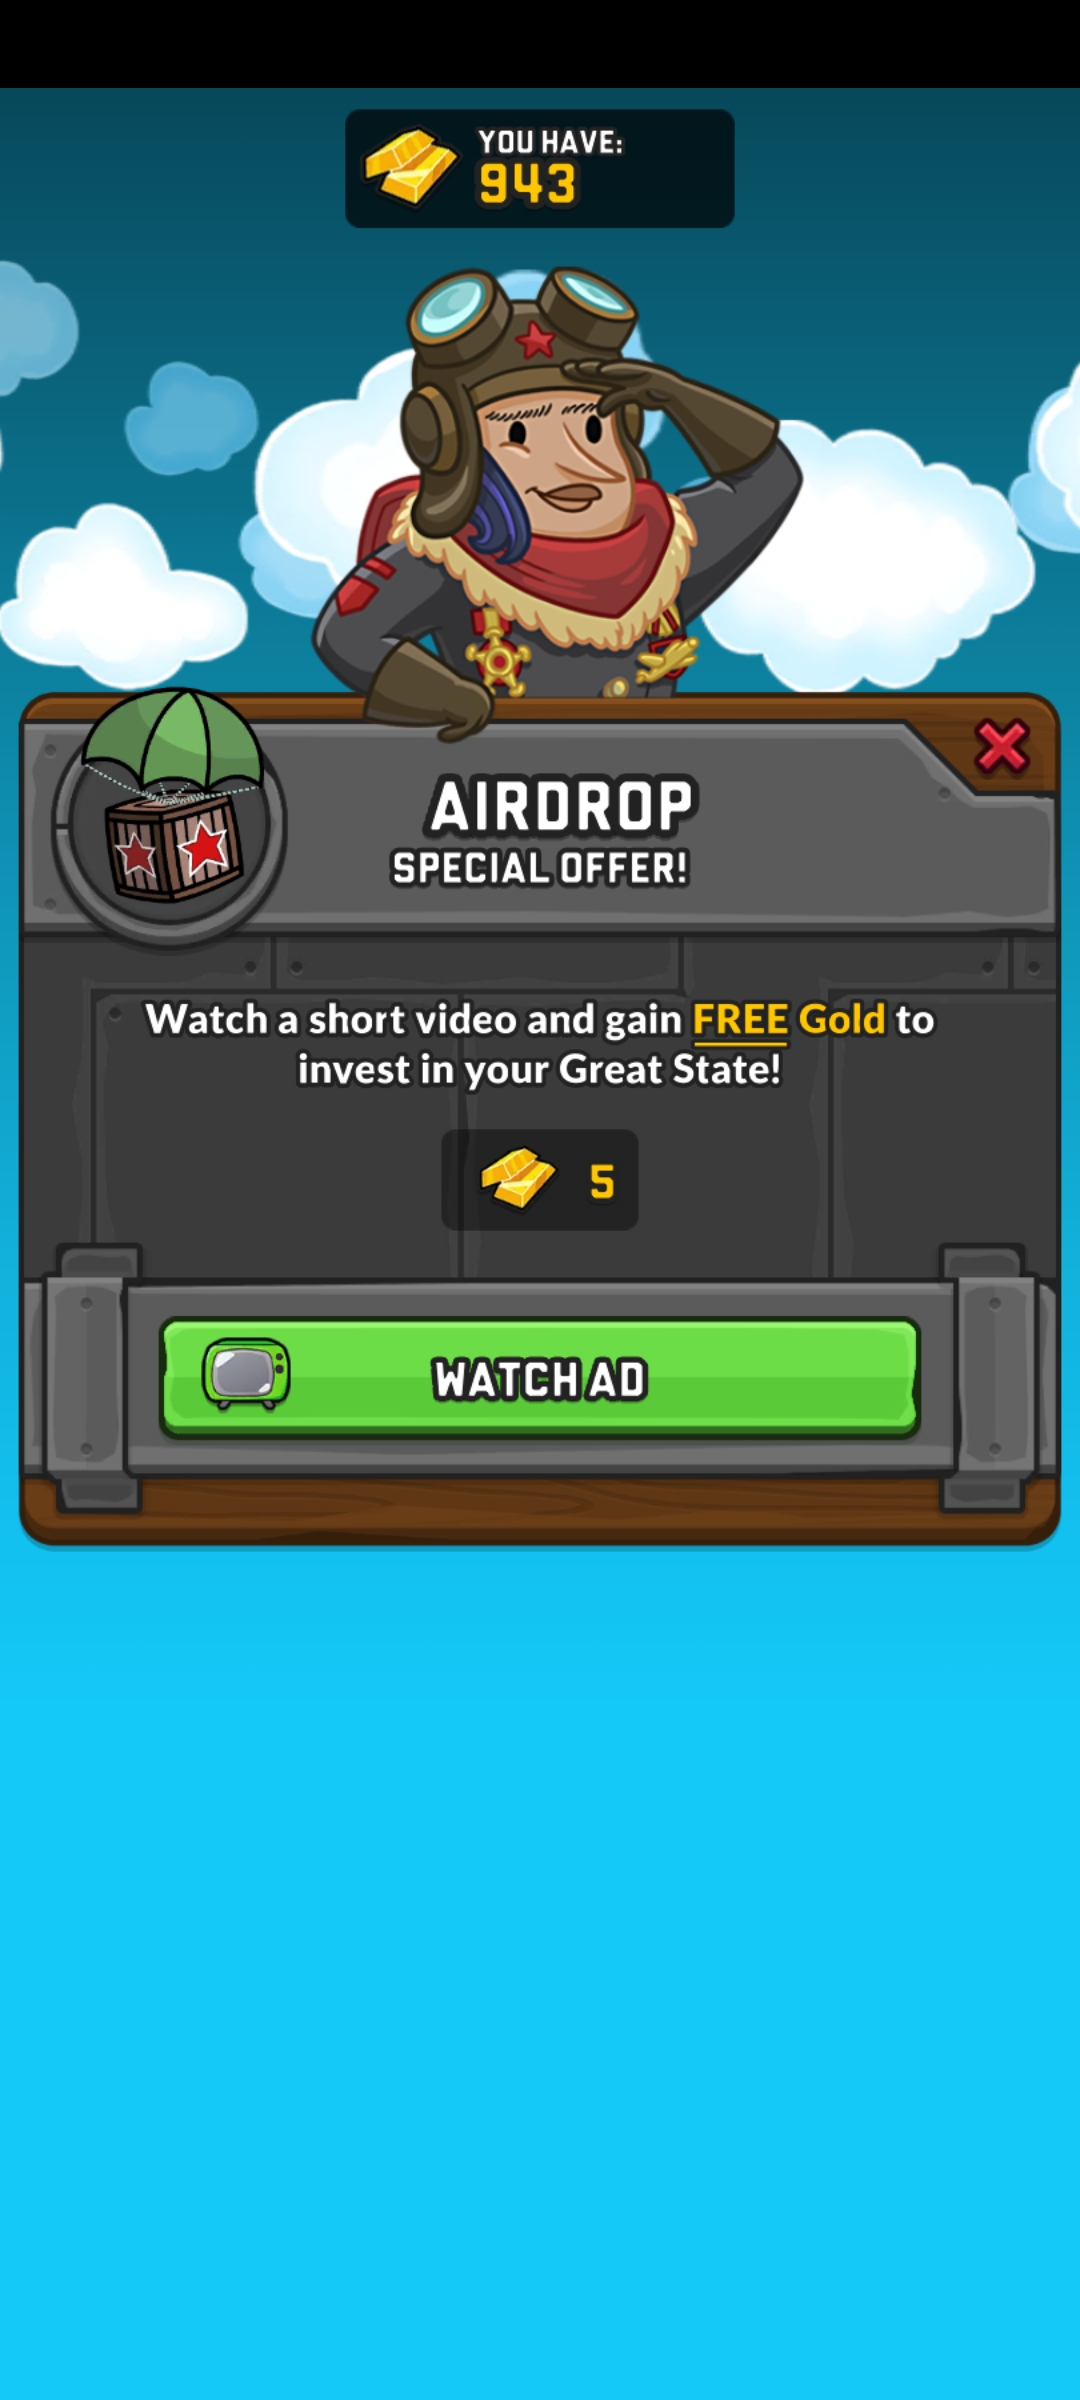 YOU HAVE:
943
AIRDROP
SPECIAL OFFER!
Watch a short video and gain FREE Gold to
invest in your Great State!
5
WATCH AD